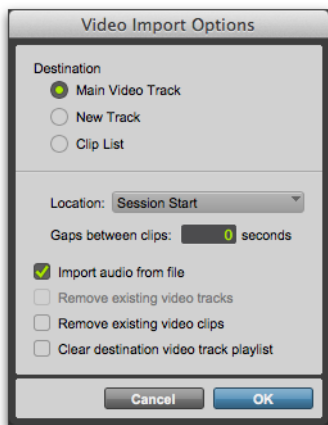 Video Import Options
Destination
Main Video Track
New Track
Clip List
Location: Session Start
Gaps between clips: 0 seconds
Import audio from file
Remove existing video tracks
Remove existing video clips
Clear destination video track playlist
Cancel OK